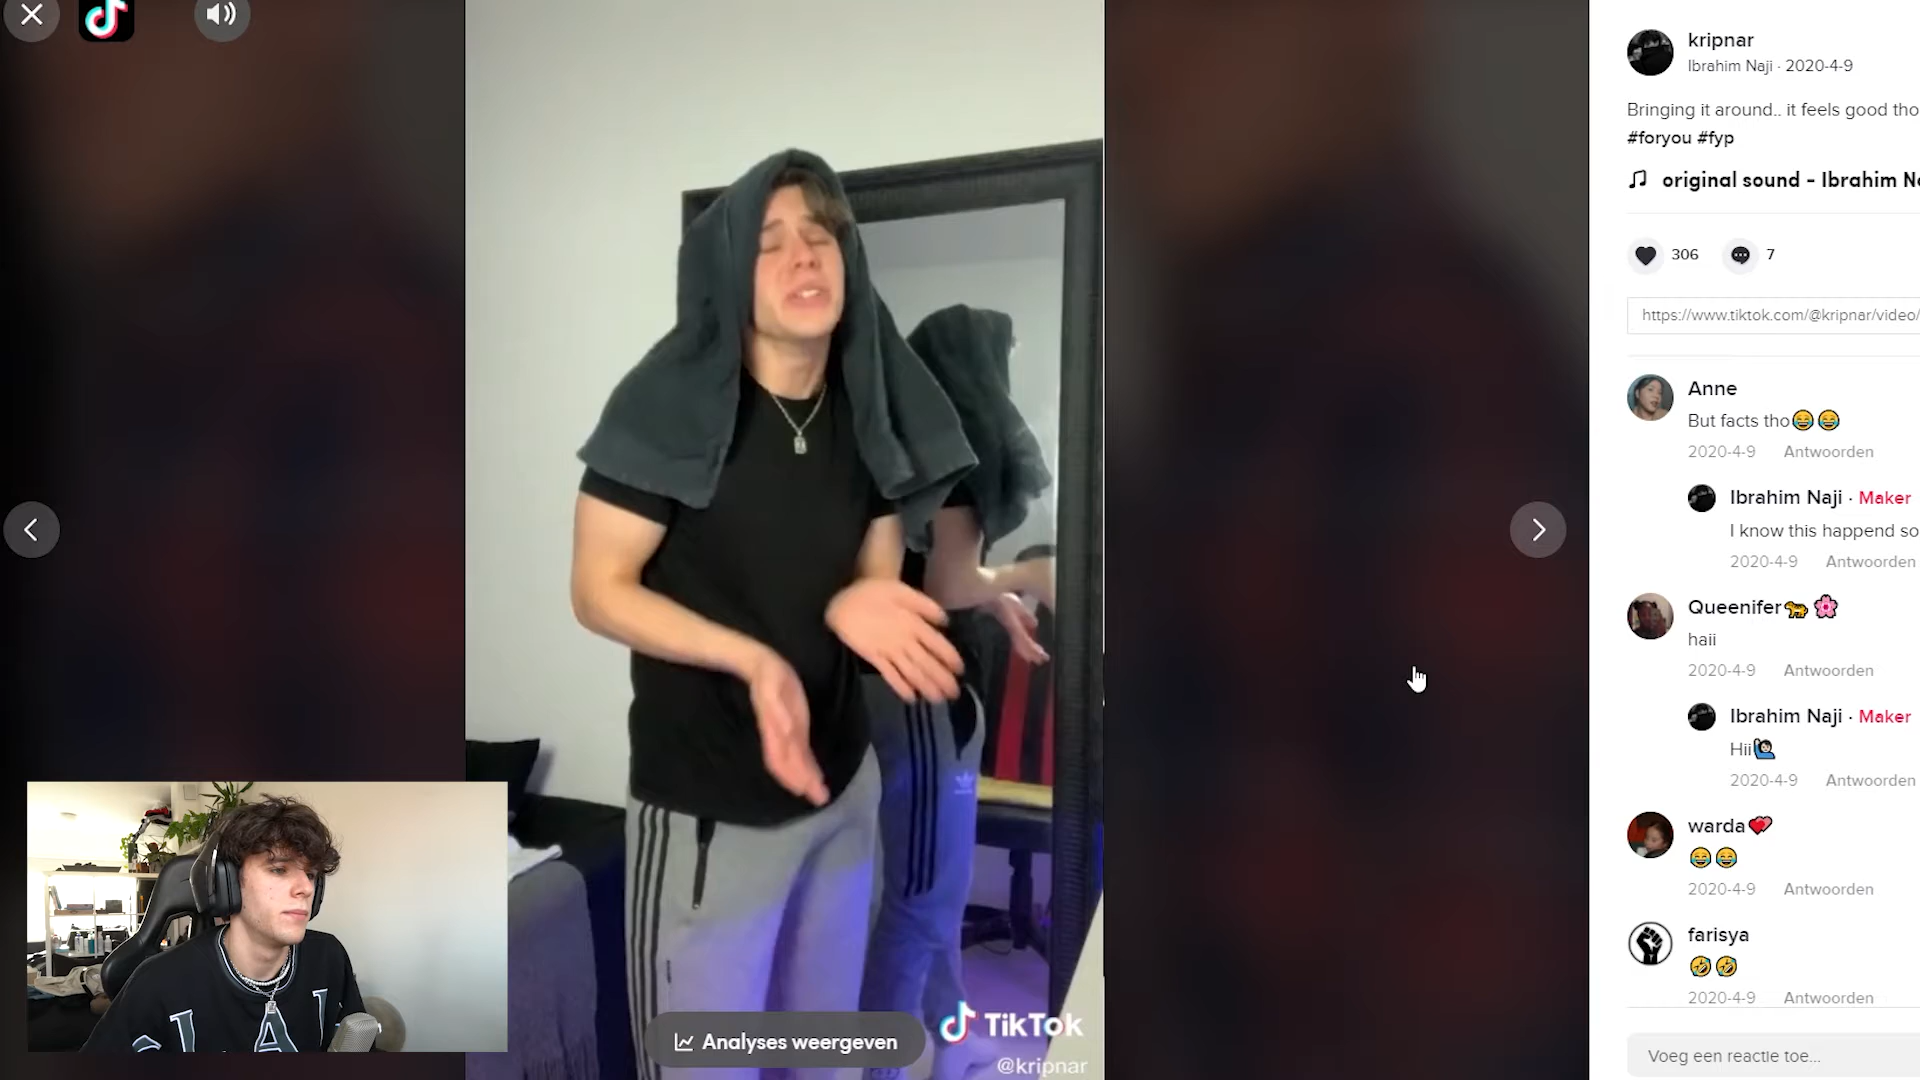 kripnar
Ibrahim Naji · 2020-4-9
Bringing it around.. it feels good tho
#foryou #fyp
original sound - Ibrahim N
306
7
https://www.tiktok.com/@kripnar/video/
Anne
But facts tho😂😂
2020-4-9 Antwoorden
Ibrahim Naji · Maker
I know this happend so
2020-4-9 Antwoorden
Queenifer🐅🌸
haii
2020-4-9 Antwoorden
Ibrahim Naji · Maker
Hii🙋🏻
2020-4-9 Antwoorden
warda💕
😂😂
2020-4-9 Antwoorden
farisya
🤣🤣
2020-4-9 Antwoorden
Voeg een reactie toe...
Analyses weergeven
TikTok
@kripnar